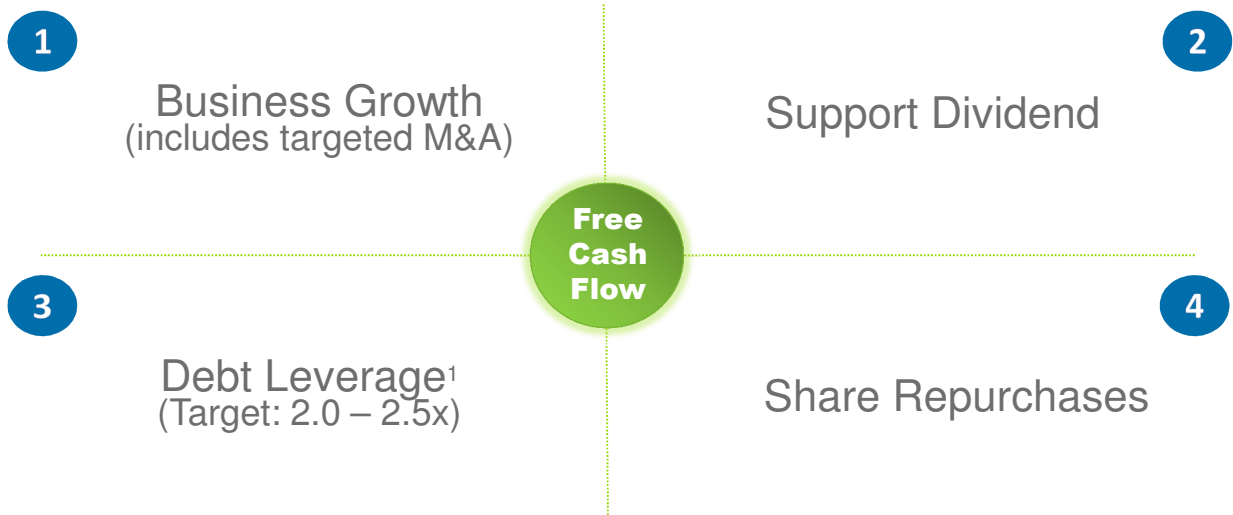 1
Business Growth
(includes targeted M&A)
2
Support Dividend
Free
Cash
Flow
3
Debt Leverage¹
(Target: 2.0 – 2.5x)
4
Share Repurchases